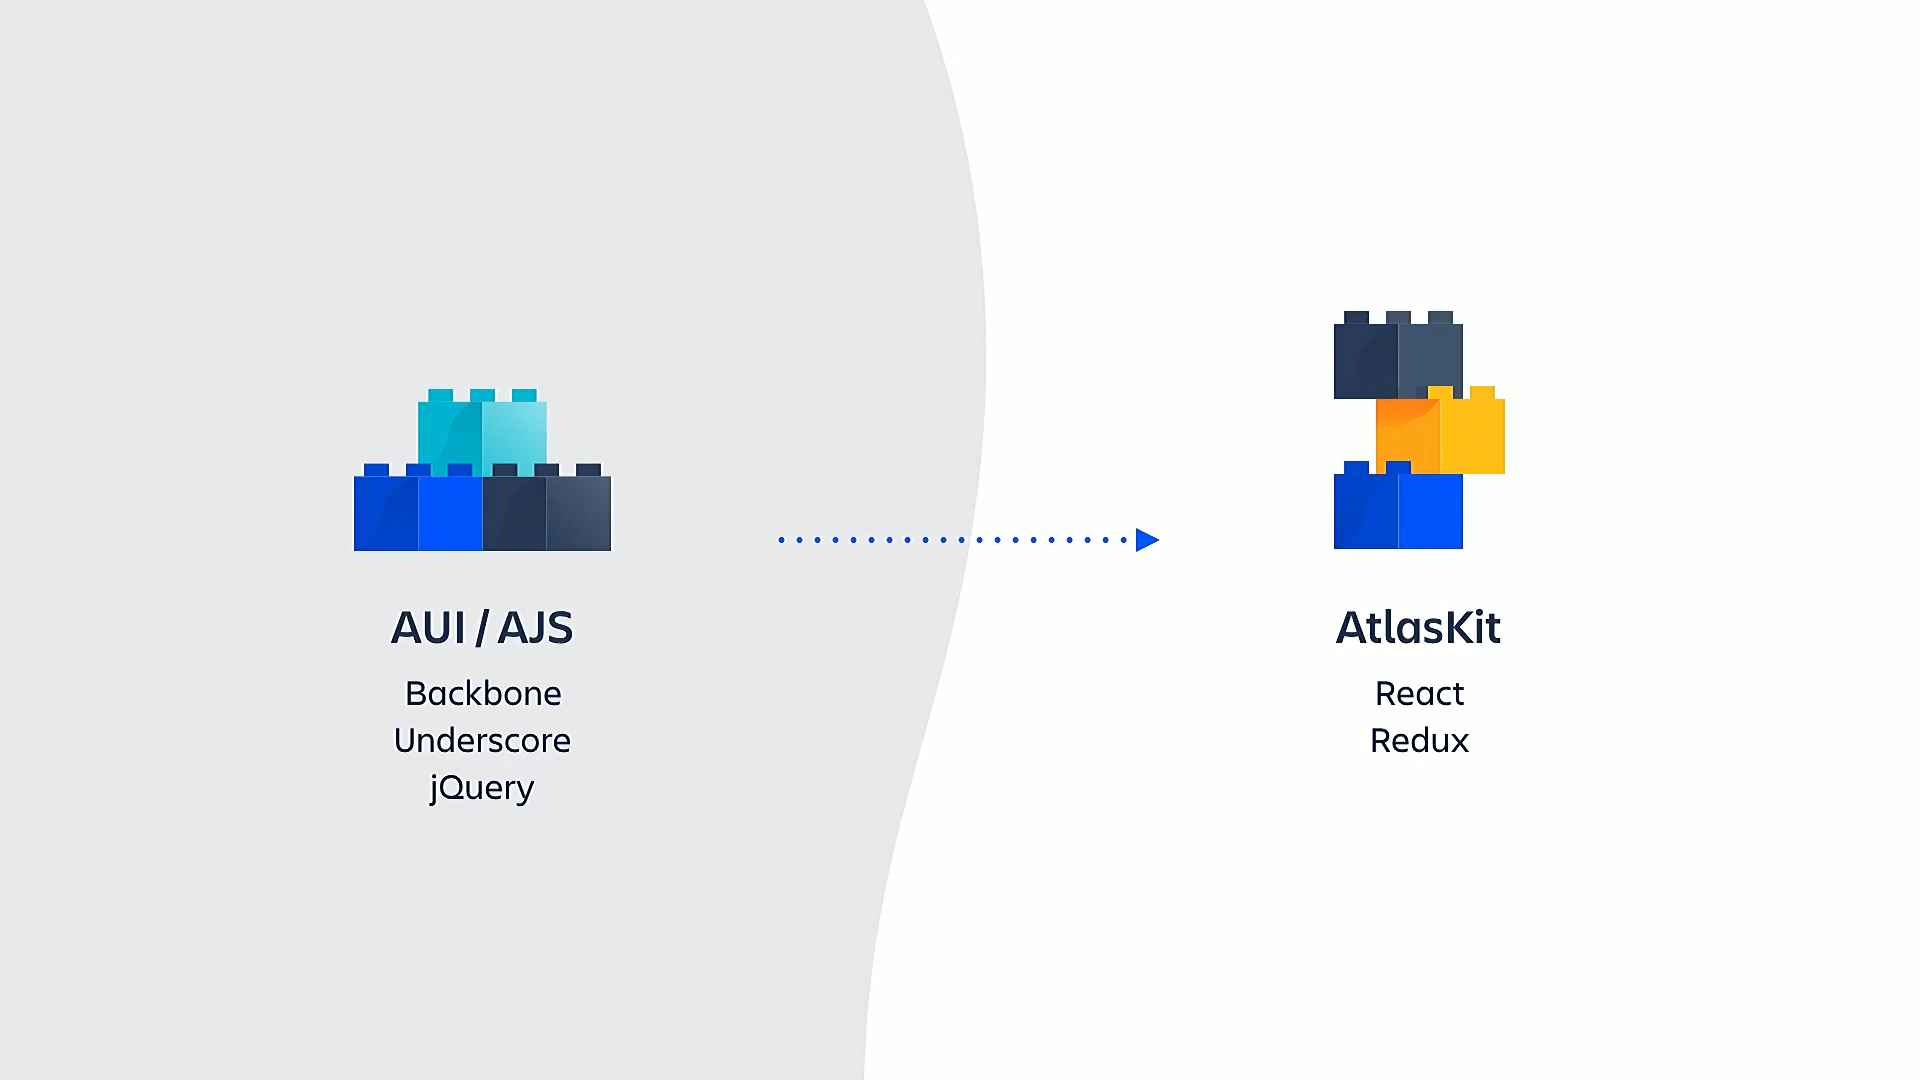 AUI / AJS
Backbone
Underscore
jQuery
AtlasKit
React
Redux